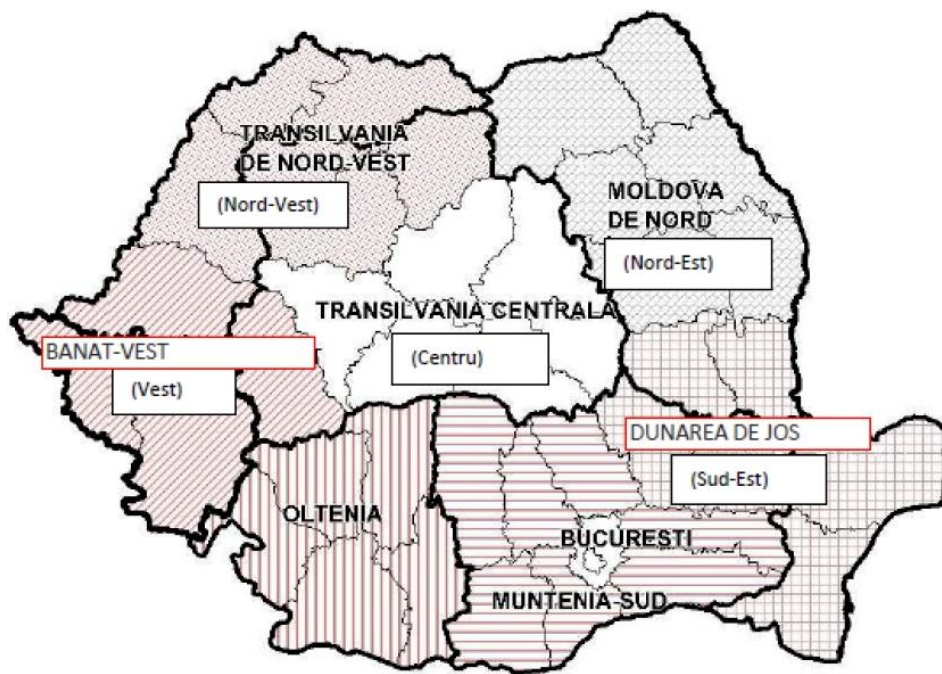 TRANSILVANIA
DE NORD-VEST
(Nord-Vest)
MOLDOVA
DE NORD
(Nord-Est)
TRANSILVANIA CENTRALA
(Centru)
BANAT-VEST
(Vest)
DUNAREA DE JOS
(Sud-Est)
OLTENIA
BUCURESTI
MUNTENIA-SUD